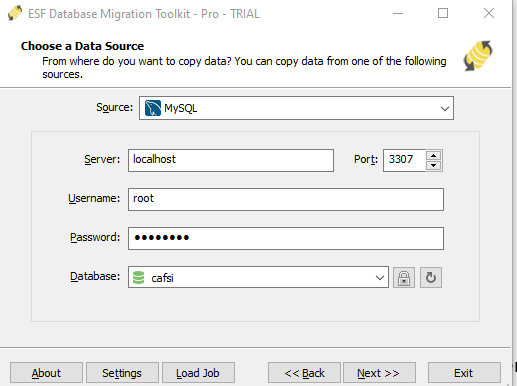 ESF Database Migration Toolkit - Pro - TRIAL
Choose a Data Source
From where do you want to copy data? You can copy data from one of the following
sources.
Source: MySQL
Server: localhost Port: 3307
Username: root
Password: ●●●●●●●●
Database: cafsi
About Settings Load Job << Back Next >> Exit